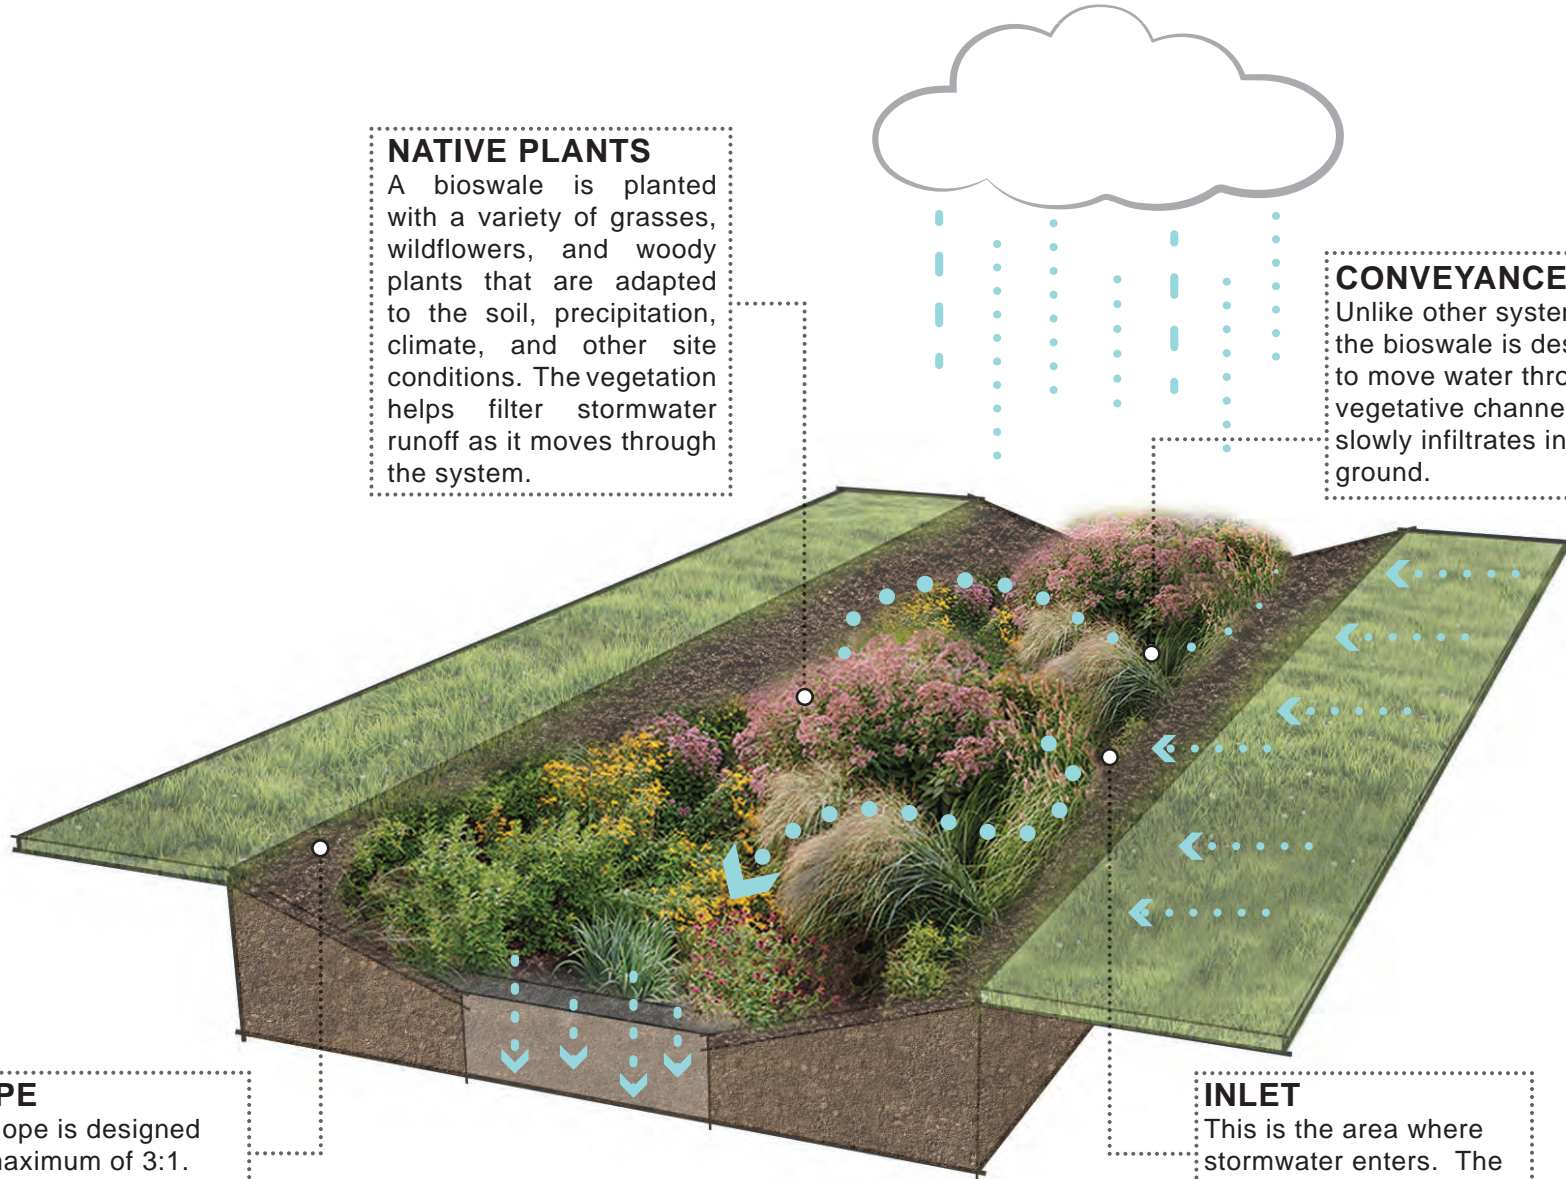 NATIVE PLANTS
A bioswale is planted
with a variety of grasses,
wildflowers, and woody
plants that are adapted
to the soil, precipitation,
climate, and other site
conditions. The vegetation
helps filter stormwater
runoff as it moves through
the system.
CONVEYANCE
Unlike other
the bioswale is
to move water
vegetative
slowly infiltrates
ground.
is designed
of 3:1.
INLET
This is the area where
stormwater enters. The